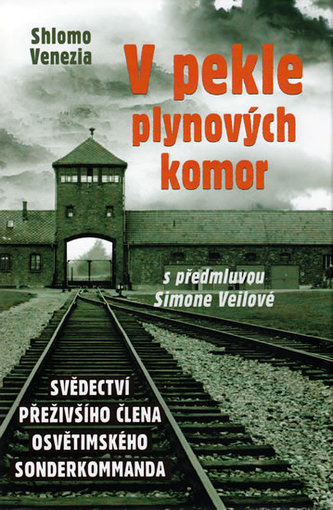 Shlomo
Venezia
V pekle
plynových
komor
s předmluvou
Simone Veilové
SVĚDECTVÍ
PŘEŽIVŠÍHO ČLENA
OSVĚTIMSKÉHO
SONDERKOMMANDA